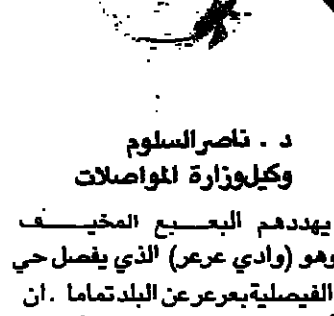 د . ناصر السلوم
وكيل وزارة المواصلات
يهددهم البعبع المخيف
وهو (وادي عرعر) الذي يفصل حي
الفيصلية بعرعر عن البلد تماما . ان